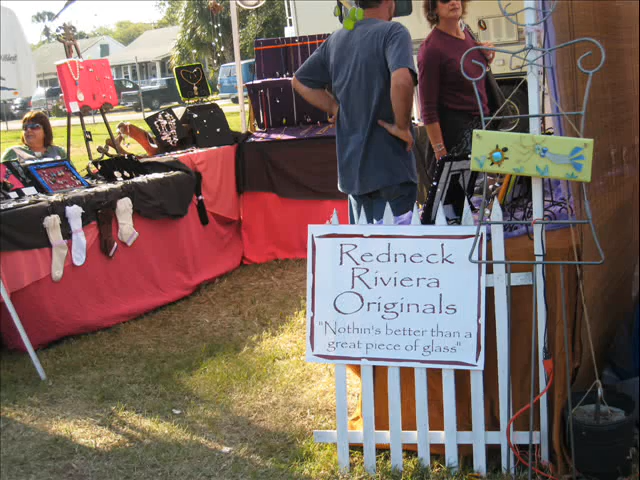 Redneck
Riviera
Originals
"Nothin's better than a
great piece of glass"